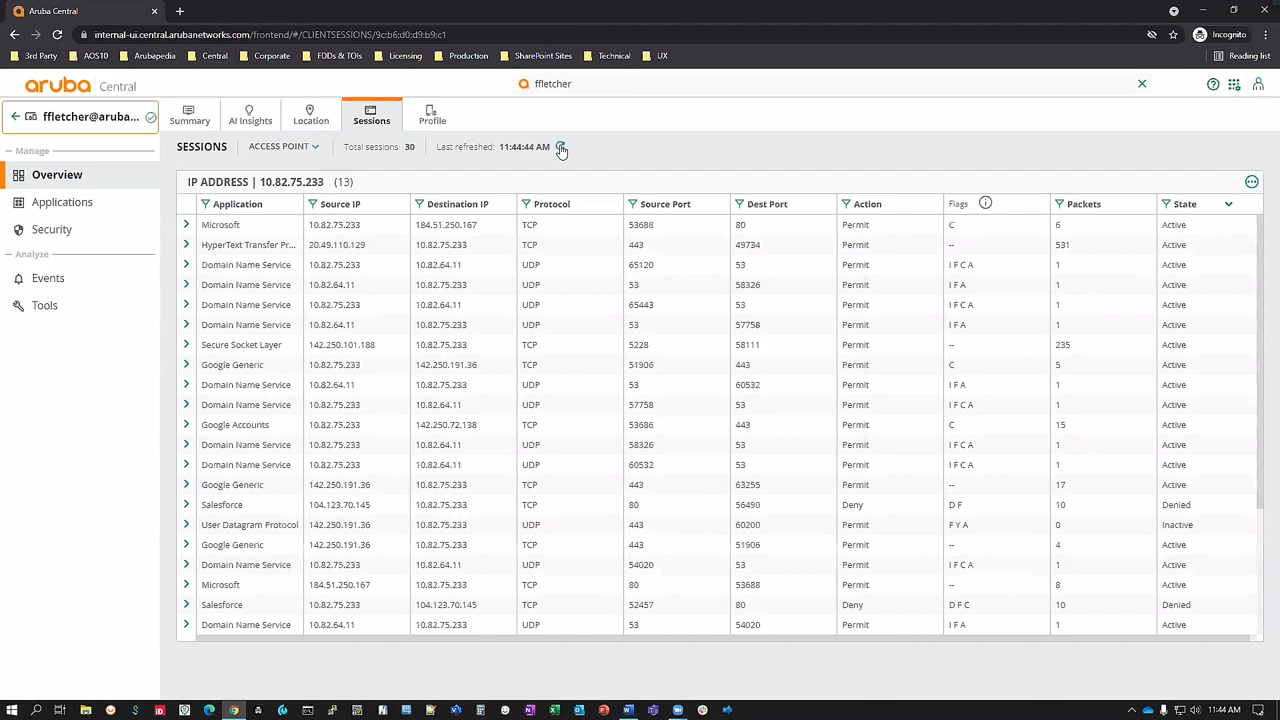 Aruba Central
internal-ui.central.arubanetworks.com/frontend/#/CLIENTSESSIONS/9cb6:d0:d9:b9:c1
Incognito
3rd Party AOS10 Arubapedia Central Corporate FDDs & TOIs Licensing Production SharePoint Sites Technical UX Reading list
aruba Central
ffletcher
ffletcher@aruba...
Summary AI Insights Location Sessions Profile
Manage
Overview
Applications
Security
Analyze
Events
Tools
SESSIONS ACCESS POINT Total sessions: 30 Last refreshed: 11:44:44 AM
IP ADDRESS | 10.82.75.233 (13)
Application Source IP Destination IP Protocol Source Port Dest Port Action Flags Packets State
Microsoft 10.82.75.233 184.51.250.167 TCP 53688 80 Permit C 6 Active
HyperText Transfer Pr... 20.49.110.129 10.82.75.233 TCP 443 49734 Permit -- 531 Active
Domain Name Service 10.82.75.233 10.82.64.11 UDP 65120 53 Permit I F C A 1 Active
Domain Name Service 10.82.64.11 10.82.75.233 UDP 53 58326 Permit I F A 1 Active
Domain Name Service 10.82.75.233 10.82.64.11 UDP 65443 53 Permit I F C A 1 Active
Domain Name Service 10.82.64.11 10.82.75.233 UDP 53 57758 Permit I F A 1 Active
Secure Socket Layer 142.250.101.188 10.82.75.233 TCP 5228 58111 Permit -- 235 Active
Google Generic 10.82.75.233 142.250.191.36 TCP 51906 443 Permit C 5 Active
Domain Name Service 10.82.64.11 10.82.75.233 UDP 53 60532 Permit I F A 1 Active
Domain Name Service 10.82.75.233 10.82.64.11 UDP 57758 53 Permit I F C A 1 Active
Google Accounts 10.82.75.233 142.250.72.138 TCP 53686 443 Permit C 15 Active
Domain Name Service 10.82.75.233 10.82.64.11 UDP 58326 53 Permit I F C A 1 Active
Domain Name Service 10.82.75.233 10.82.64.11 UDP 60532 53 Permit I F C A 1 Active
Google Generic 142.250.191.36 10.82.75.233 TCP 443 63255 Permit -- 17 Active
Salesforce 104.123.70.145 10.82.75.233 TCP 80 56490 Deny D F 10 Denied
User Datagram Protocol 142.250.191.36 10.82.75.233 UDP 443 60200 Permit F Y A 0 Inactive
Google Generic 142.250.191.36 10.82.75.233 TCP 443 51906 Permit -- 4 Active
Domain Name Service 10.82.75.233 10.82.64.11 UDP 54020 53 Permit I F C A 1 Active
Microsoft 184.51.250.167 10.82.75.233 TCP 80 53688 Permit -- 8 Active
Salesforce 10.82.75.233 104.123.70.145 TCP 52457 80 Deny D F C 10 Denied
Domain Name Service 10.82.64.11 10.82.75.233 UDP 53 54020 Permit I F A 1 Active
11:44 AM